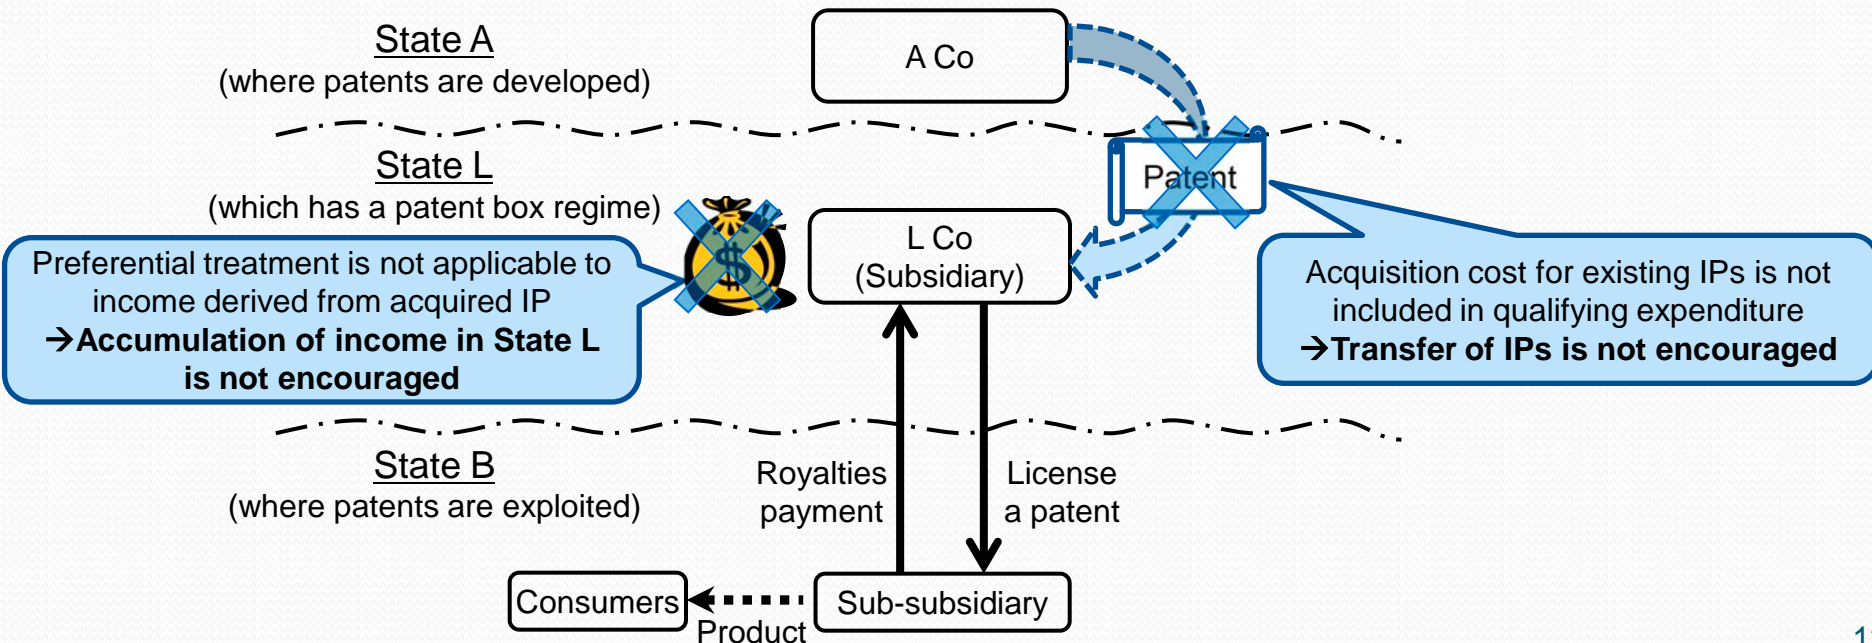 State A
(where patents are developed)
A Co
State L
(which has a patent box regime)
Patent
$
L Co
(Subsidiary)
Preferential treatment is not applicable to
income derived from acquired IP
→Accumulation of income in State L
is not encouraged
Acquisition cost for existing IPs is not
included in qualifying expenditure
→Transfer of IPs is not encouraged
State B
(where patents are exploited)
Royalties
payment
License
a patent
Consumers
Product
Sub-subsidiary
1